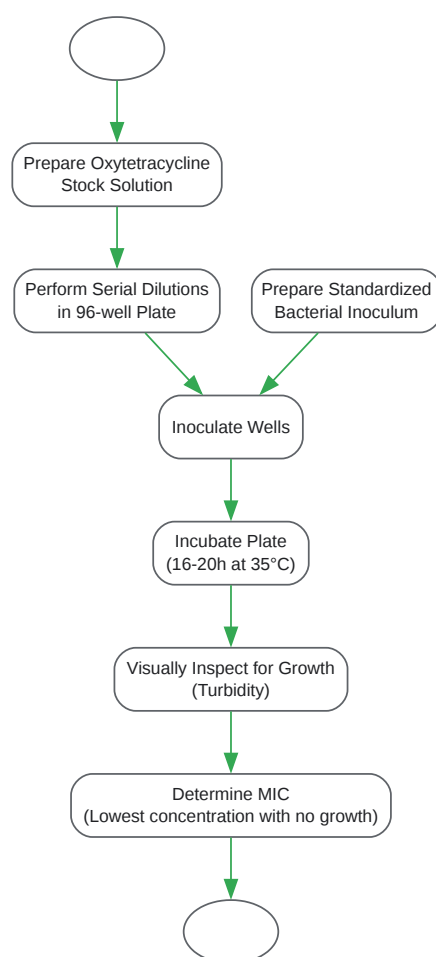 Prepare Oxytetracycline
Stock Solution
Perform Serial Dilutions
in 96-well Plate
Prepare Standardized
Bacterial Inoculum
Inoculate Wells
Incubate Plate
(16-20h at 35°C)
Visually Inspect for Growth
(Turbidity)
Determine MIC
(Lowest concentration with no growth)